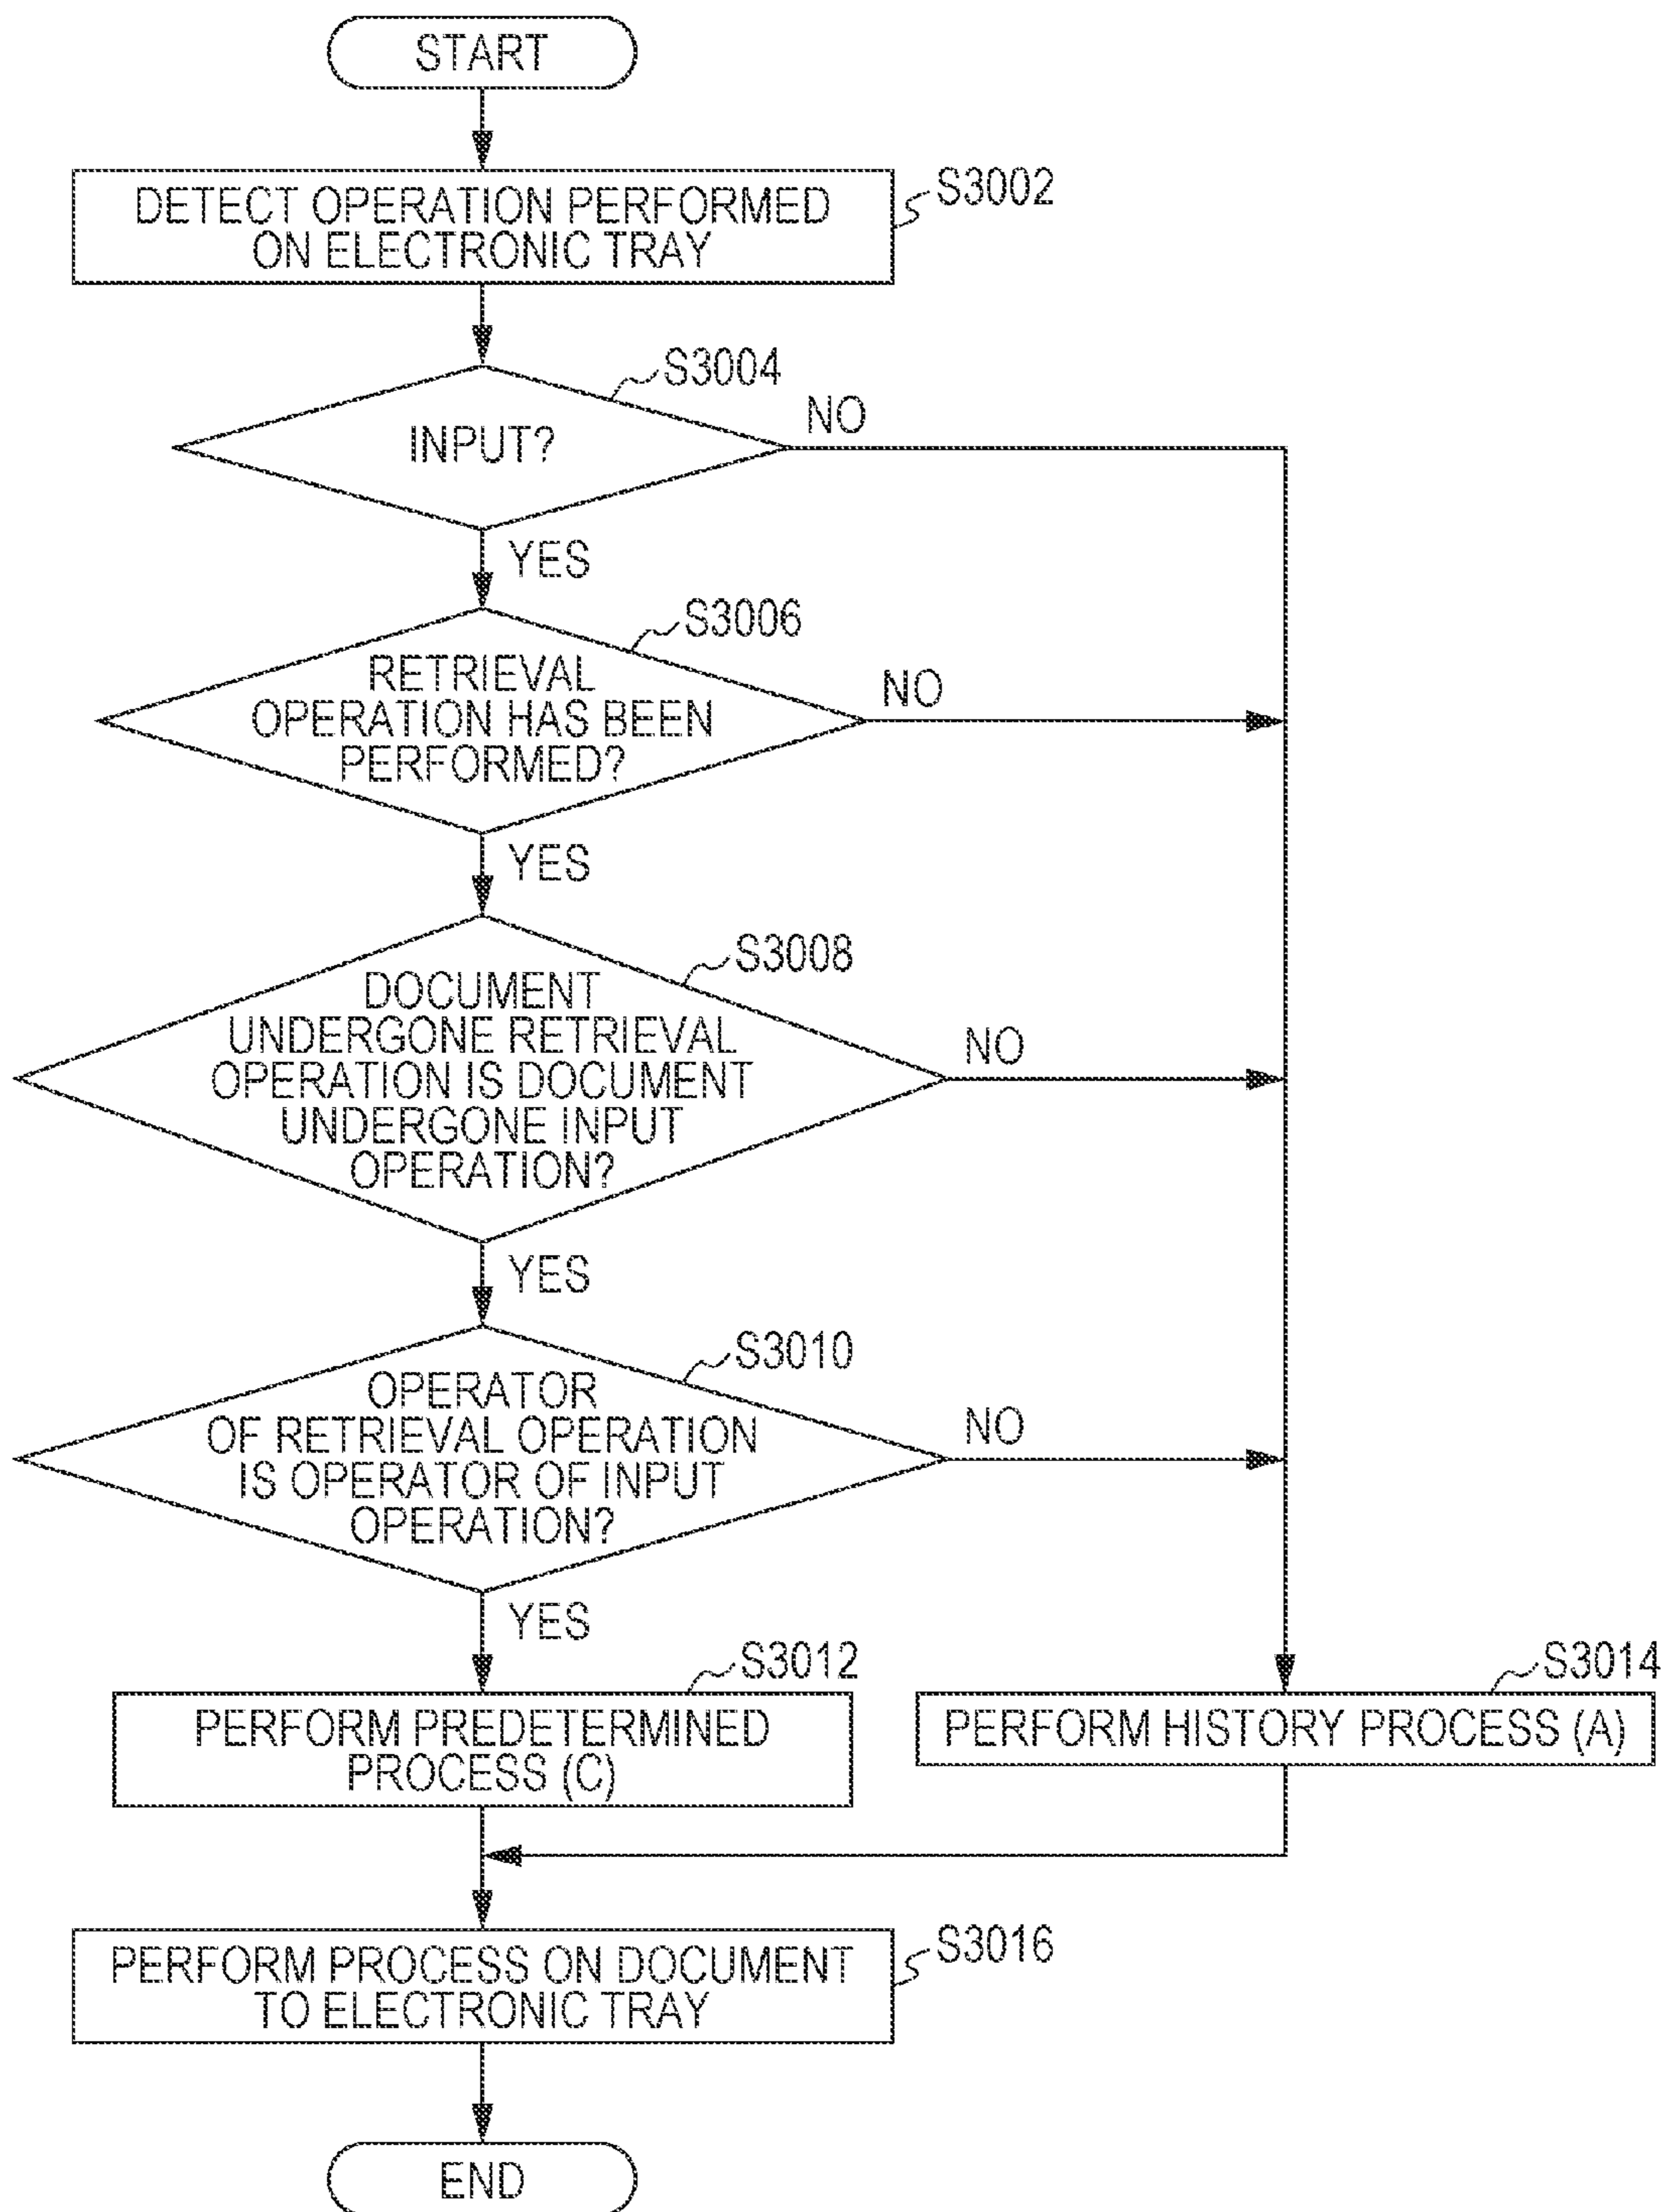 START
DETECT OPERATION PERFORMED
ON ELECTRONIC TRAY
S3002
S3004
INPUT?
NO
YES
S3006
RETRIEVAL
OPERATION HAS BEEN
PERFORMED?
NO
YES
S3008
DOCUMENT
UNDERGONE RETRIEVAL
OPERATION IS DOCUMENT
UNDERGONE INPUT
OPERATION?
NO
YES
S3010
OPERATOR
OF RETRIEVAL OPERATION
IS OPERATOR OF INPUT
OPERATION?
NO
YES
S3012
PERFORM PREDETERMINED
PROCESS (C)
S3014
PERFORM HISTORY PROCESS (A)
S3016
PERFORM PROCESS ON DOCUMENT
TO ELECTRONIC TRAY
END